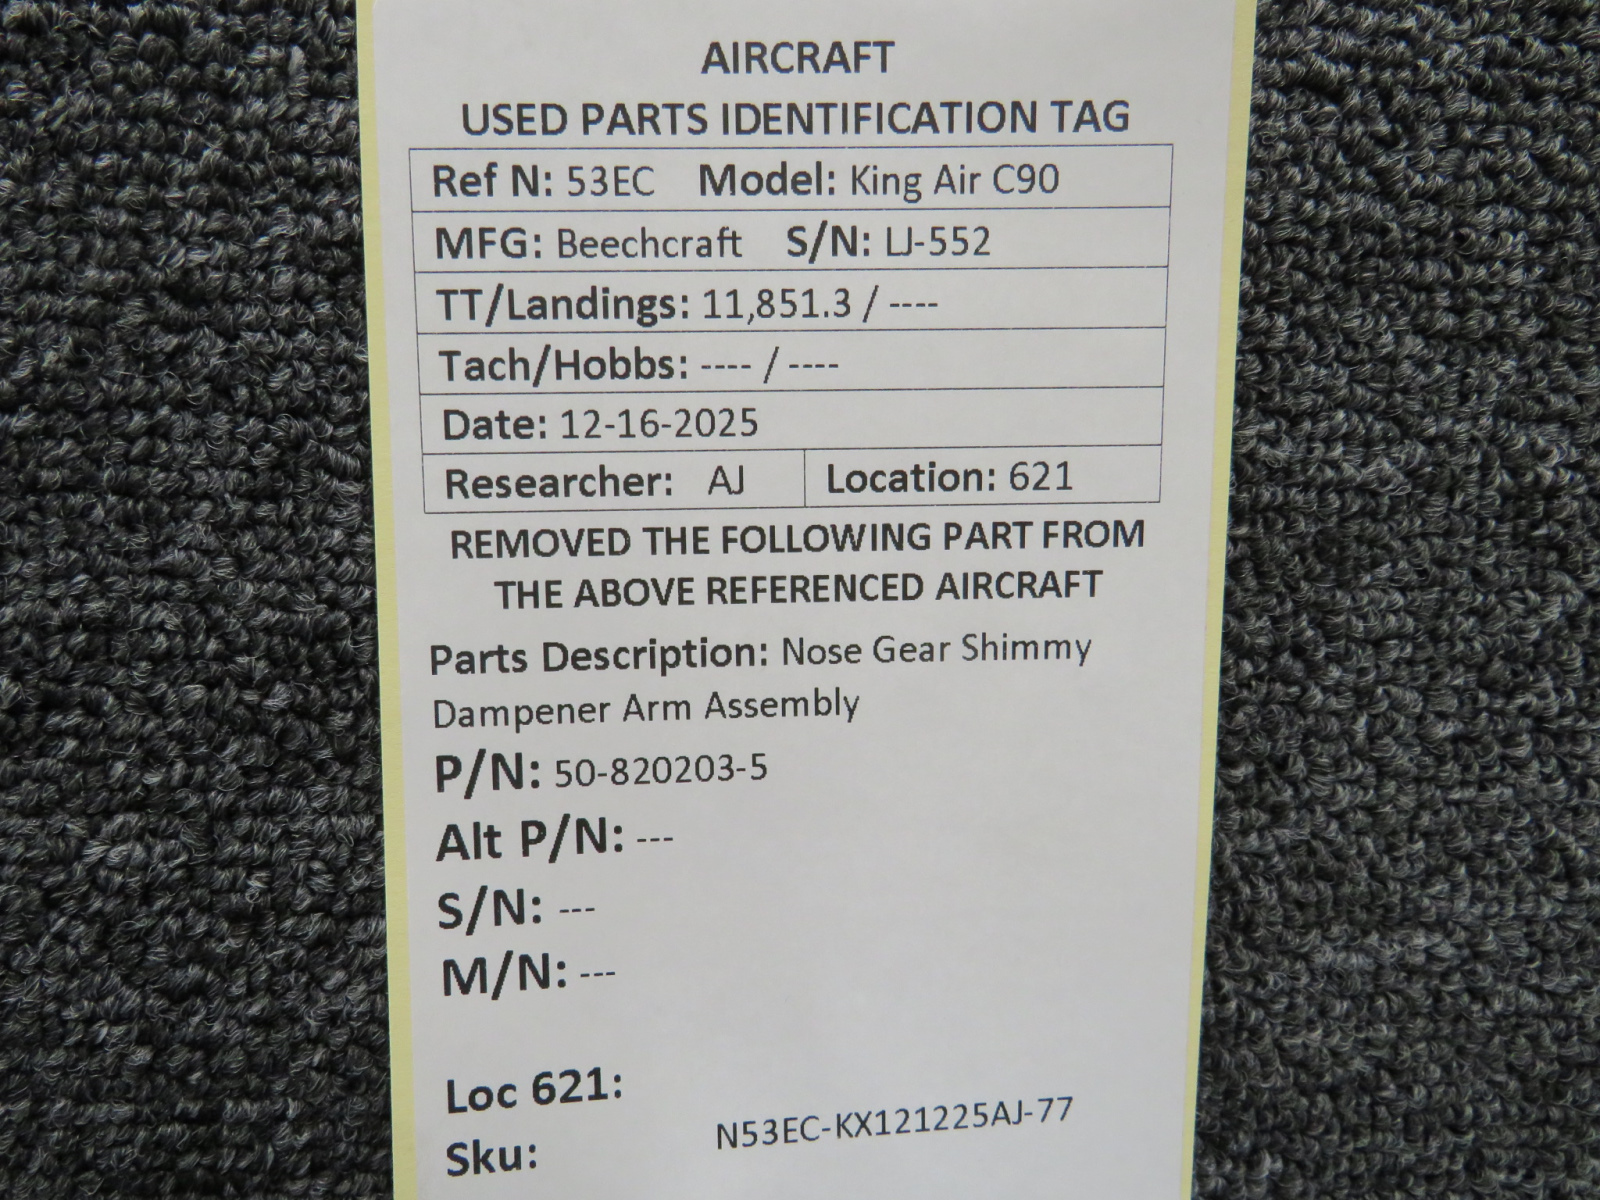 AIRCRAFT
USED PARTS IDENTIFICATION TAG
Ref N: 53EC Model: King Air C90
MFG: Beechcraft S/N: LJ-552
TT/Landings: 11,851.3 / ----
Tach/Hobbs: ---- / ----
Date: 12-16-2025
Researcher: AJ Location: 621
REMOVED THE FOLLOWING PART FROM
THE ABOVE REFERENCED AIRCRAFT
Parts Description: Nose Gear Shimmy
Dampener Arm Assembly
P/N: 50-820203-5
Alt P/N: ---
S/N: ---
M/N: ---
Loc 621:
Sku: N53EC-KX121225AJ-77